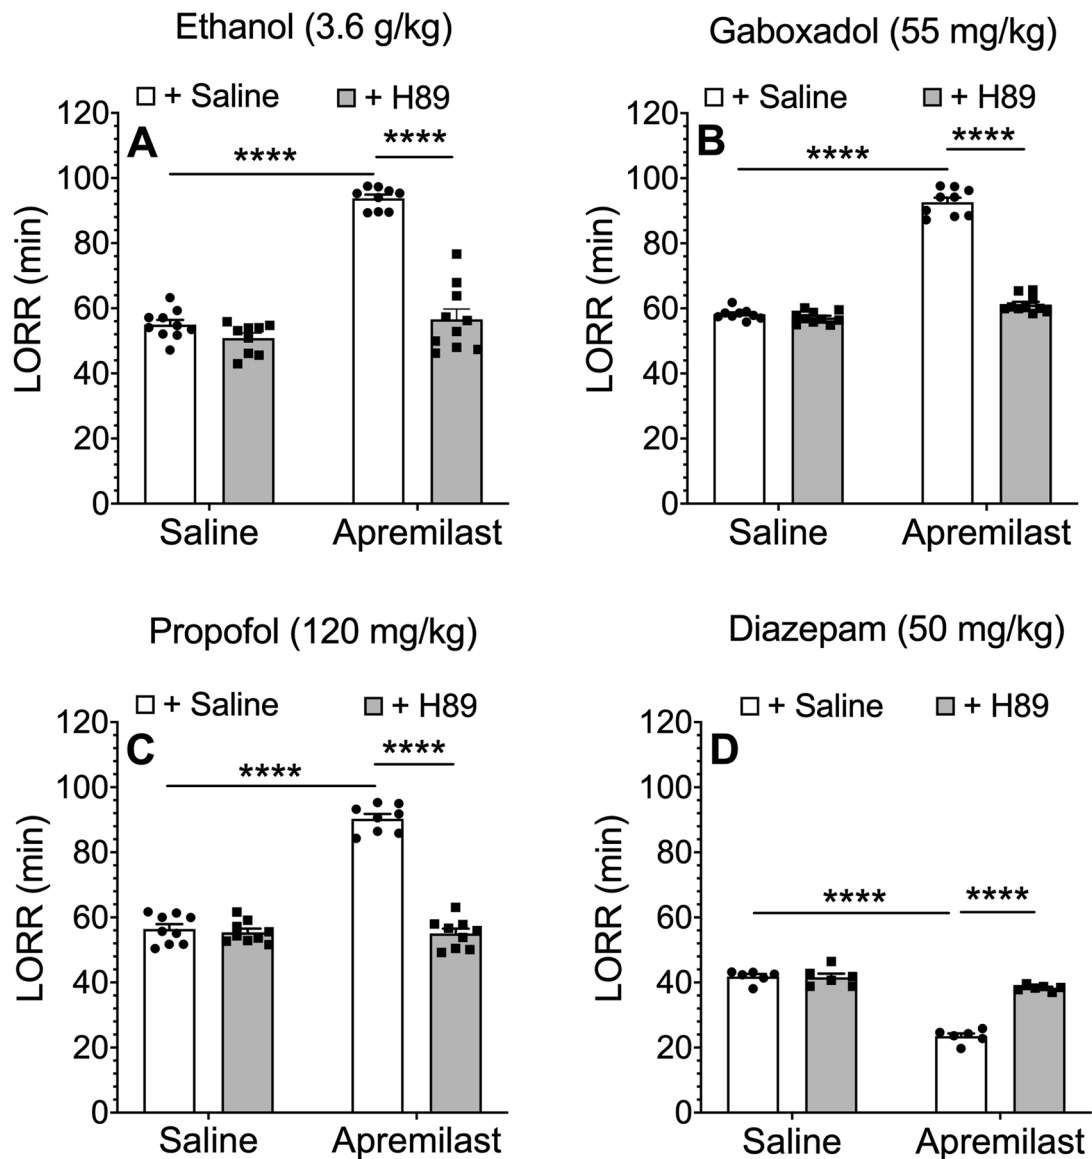 Ethanol (3.6 g/kg)
+ Saline + H89
A
**** ****
LORR (min)
120
100
80
60
40
20
0
Saline Apremilast
Gaboxadol (55 mg/kg)
+ Saline + H89
B
**** ****
LORR (min)
120
100
80
60
40
20
0
Saline Apremilast
Propofol (120 mg/kg)
+ Saline + H89
C
**** ****
LORR (min)
120
100
80
60
40
20
0
Saline Apremilast
Diazepam (50 mg/kg)
+ Saline + H89
D
**** ****
LORR (min)
120
100
80
60
40
20
0
Saline Apremilast